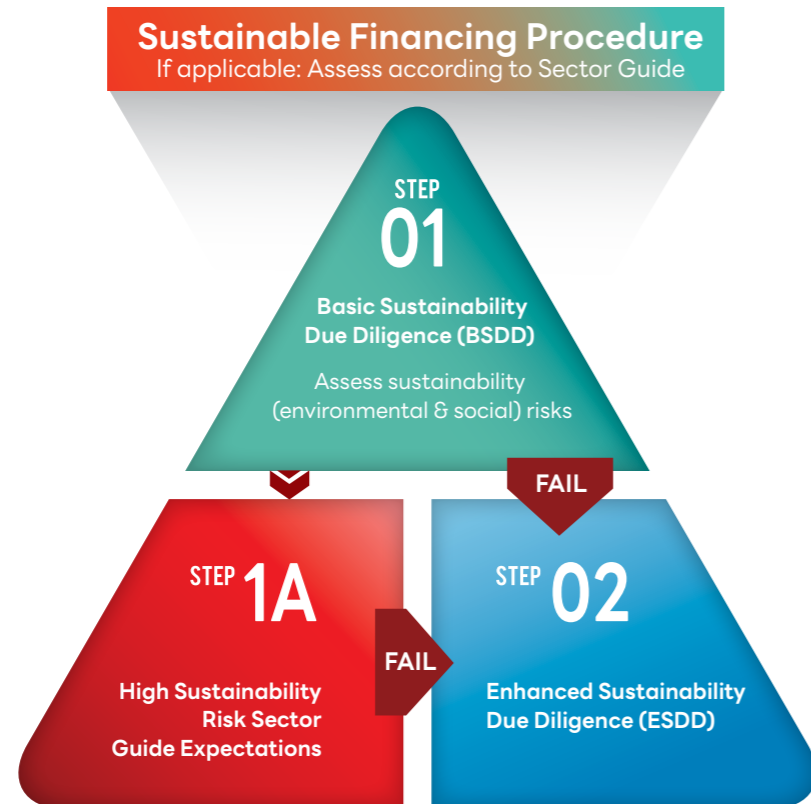 Sustainable Financing Procedure
If applicable: Assess according to Sector Guide
STEP
01
Basic Sustainability
Due Diligence (BSDD)
Assess sustainability
(environmental & social) risks
FAIL
STEP 1A
High Sustainability
Risk Sector
Guide Expectations
FAIL
STEP 02
Enhanced Sustainability
Due Diligence (ESDD)